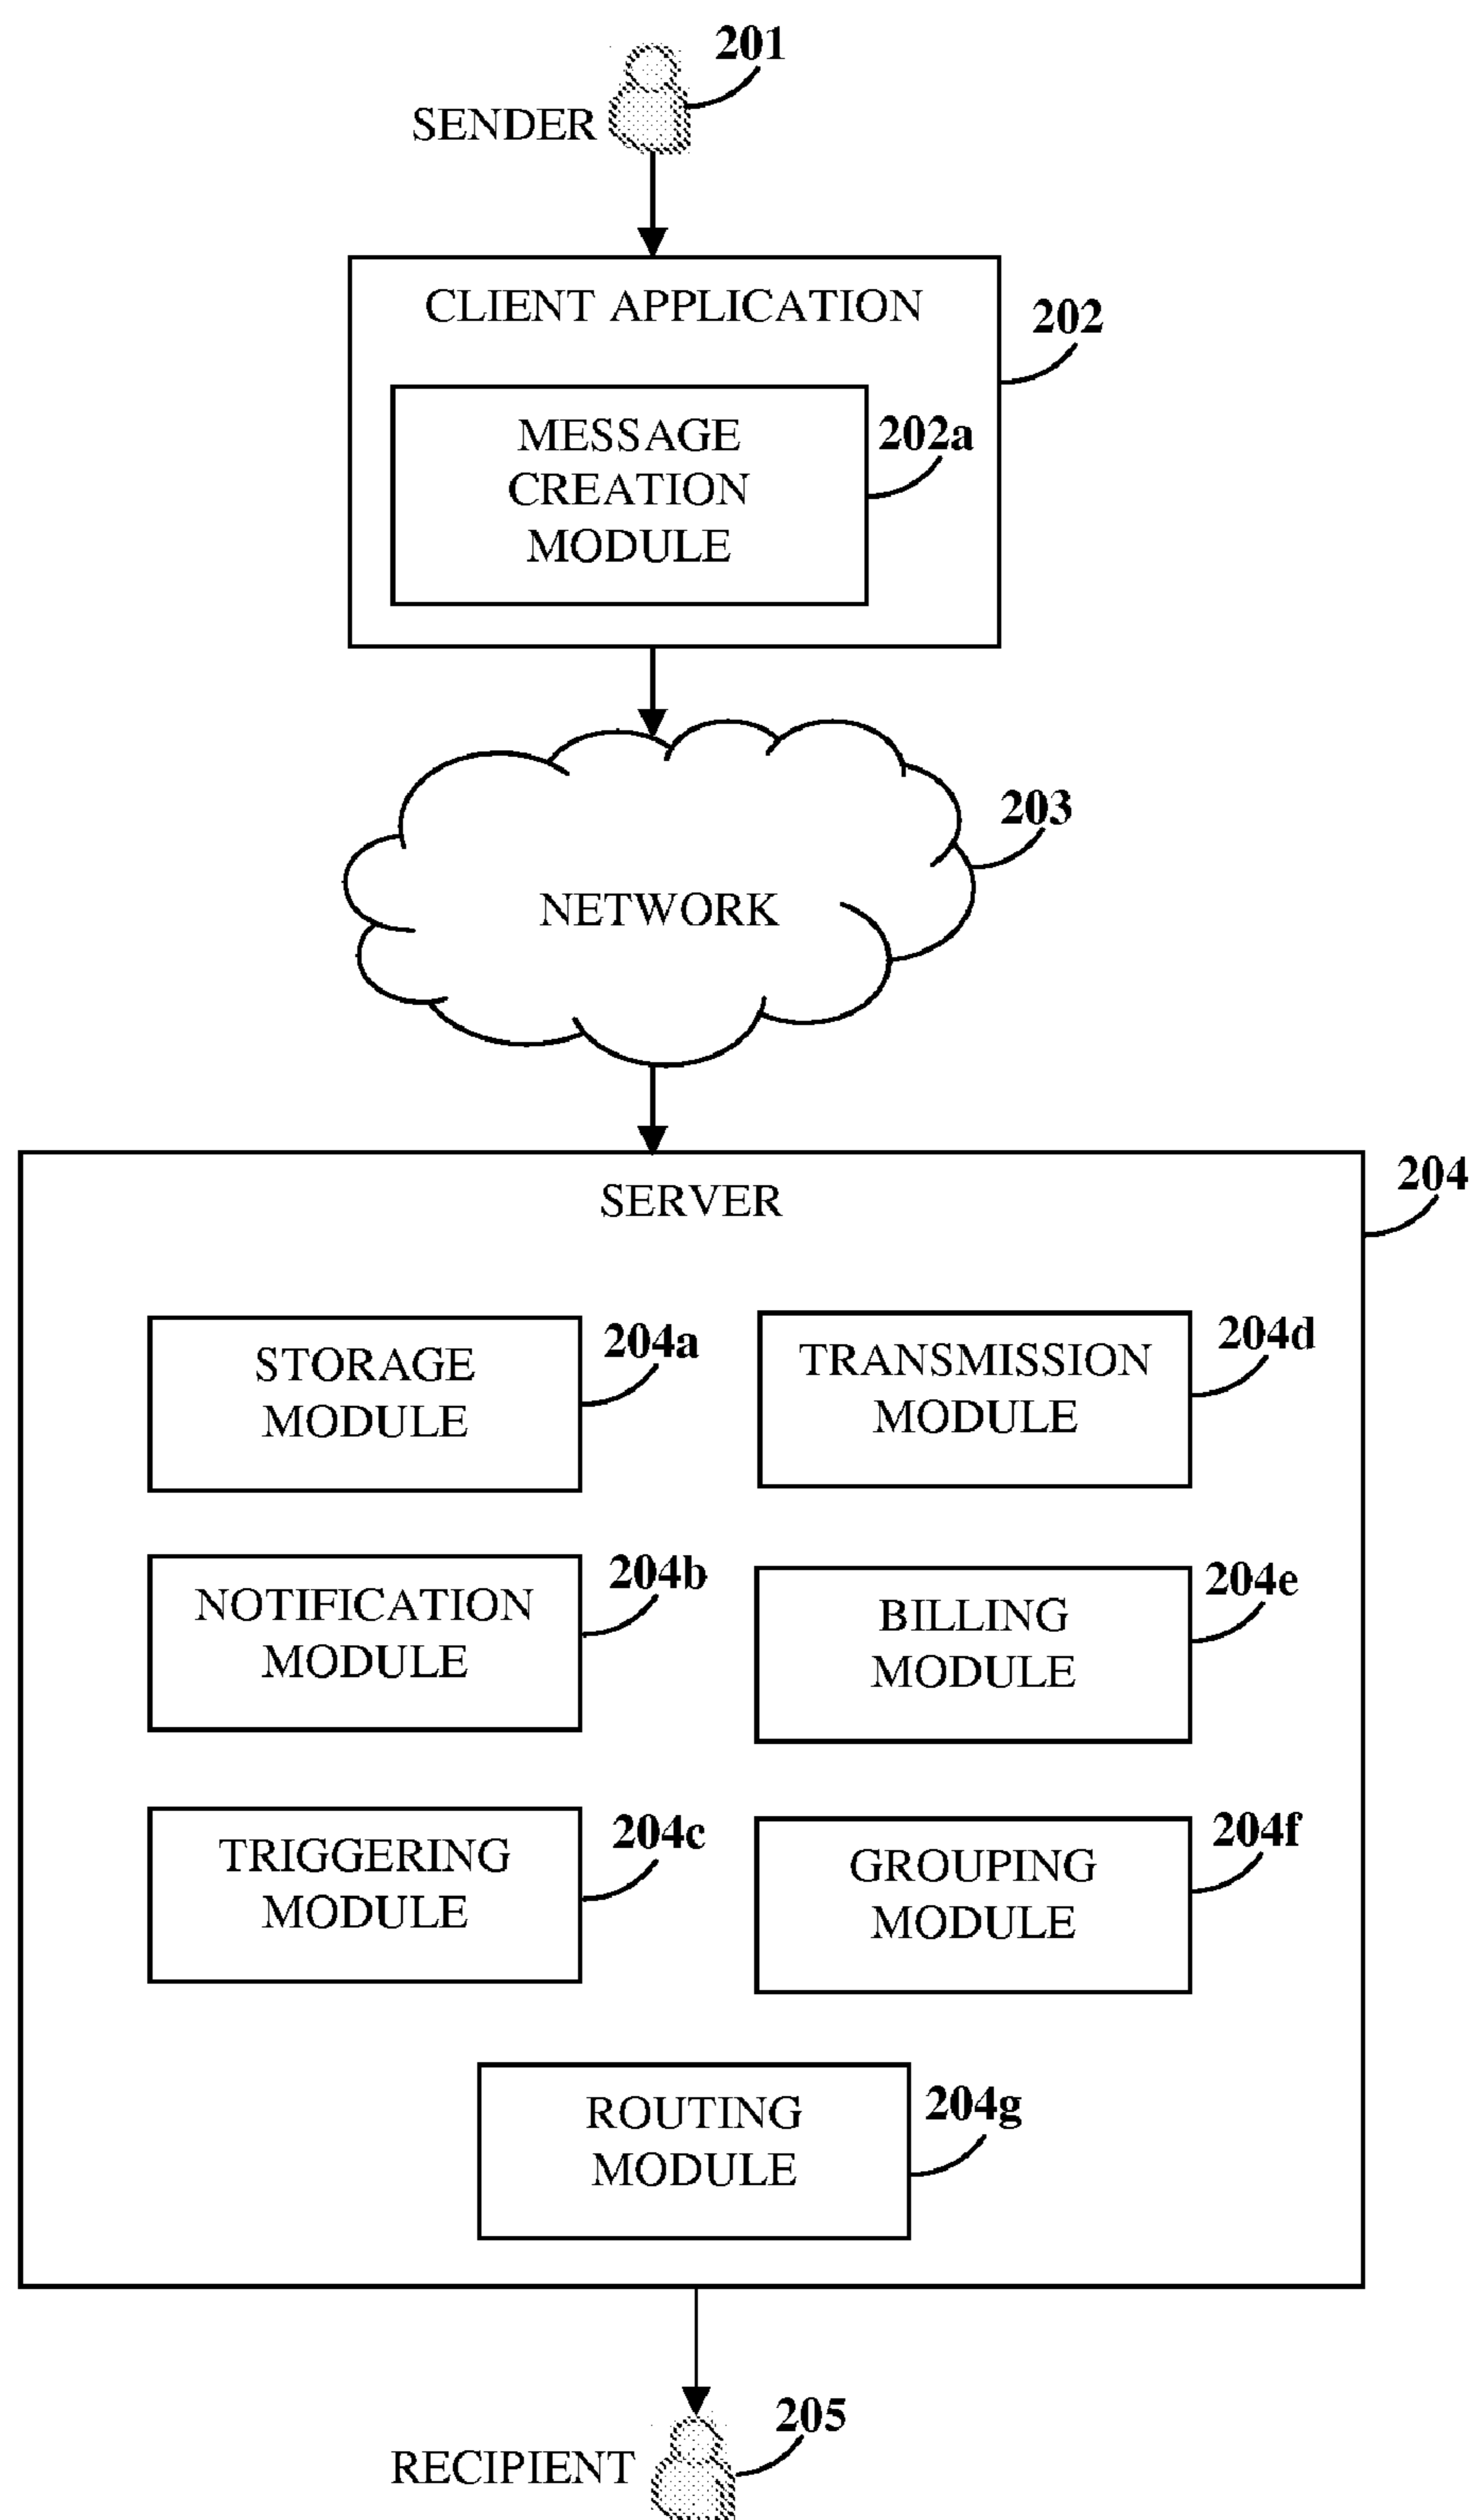 201
SENDER
CLIENT APPLICATION
202
MESSAGE
CREATION
MODULE
202a
203
NETWORK
204
SERVER
STORAGE
MODULE
204a
TRANSMISSION
MODULE
204d
NOTIFICATION
MODULE
204b
BILLING
MODULE
204e
TRIGGERING
MODULE
204c
GROUPING
MODULE
204f
ROUTING
MODULE
204g
205
RECIPIENT